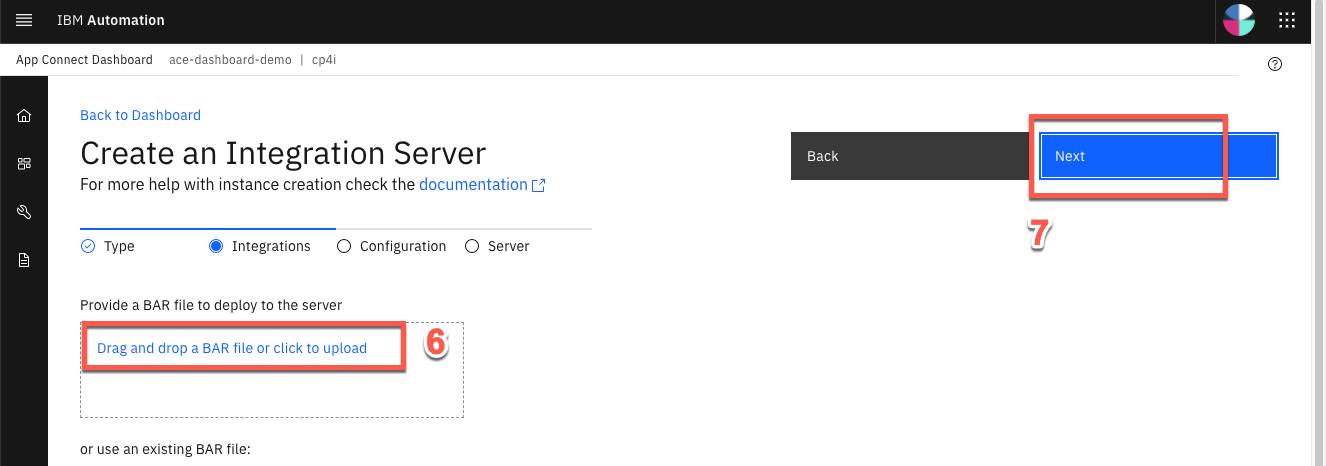 IBM Automation
App Connect Dashboard ace-dashboard-demo | cp4i
Back to Dashboard
Create an Integration Server
For more help with instance creation check the documentation
Back
Next
7
Type
Integrations
Configuration
Server
Provide a BAR file to deploy to the server
Drag and drop a BAR file or click to upload
6
or use an existing BAR file: